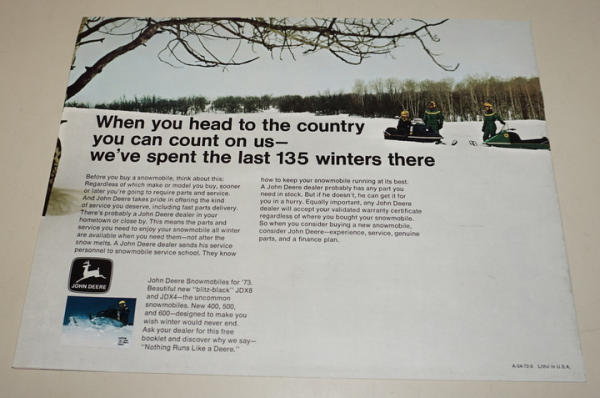 When you head to the country
you can count on us—
we've spent the last 135 winters there
Before you buy a snowmobile, think about this:
Regardless of which make or model you buy, sooner
or later you're going to require parts and service.
And John Deere takes pride in offering the kind
of service you deserve, including fast parts delivery.
There's probably a John Deere dealer in your
hometown or close by. This means the parts and
service you need to enjoy your snowmobile all winter
are available when you need them—not after the
snow melts. A John Deere dealer sends his service
personnel to snowmobile service school. They know
how to keep your snowmobile running at its best.
A John Deere dealer probably has any part you
need in stock. But if he doesn't, he can get it for
you in a hurry. Equally important, any John Deere
dealer will accept your validated warranty certificate
regardless of where you bought your snowmobile.
So when you consider buying a new snowmobile,
consider John Deere—experience, service, genuine
parts, and a finance plan.
JOHN DEERE
John Deere Snowmobiles for '73.
Beautiful new "blitz-black" JDX8
and JDX4—the uncommon
snowmobiles. New 400, 500,
and 600—designed to make you
wish winter would never end.
Ask your dealer for this free
booklet and discover why we say—
"Nothing Runs Like a Deere."
Litho in U.S.A.